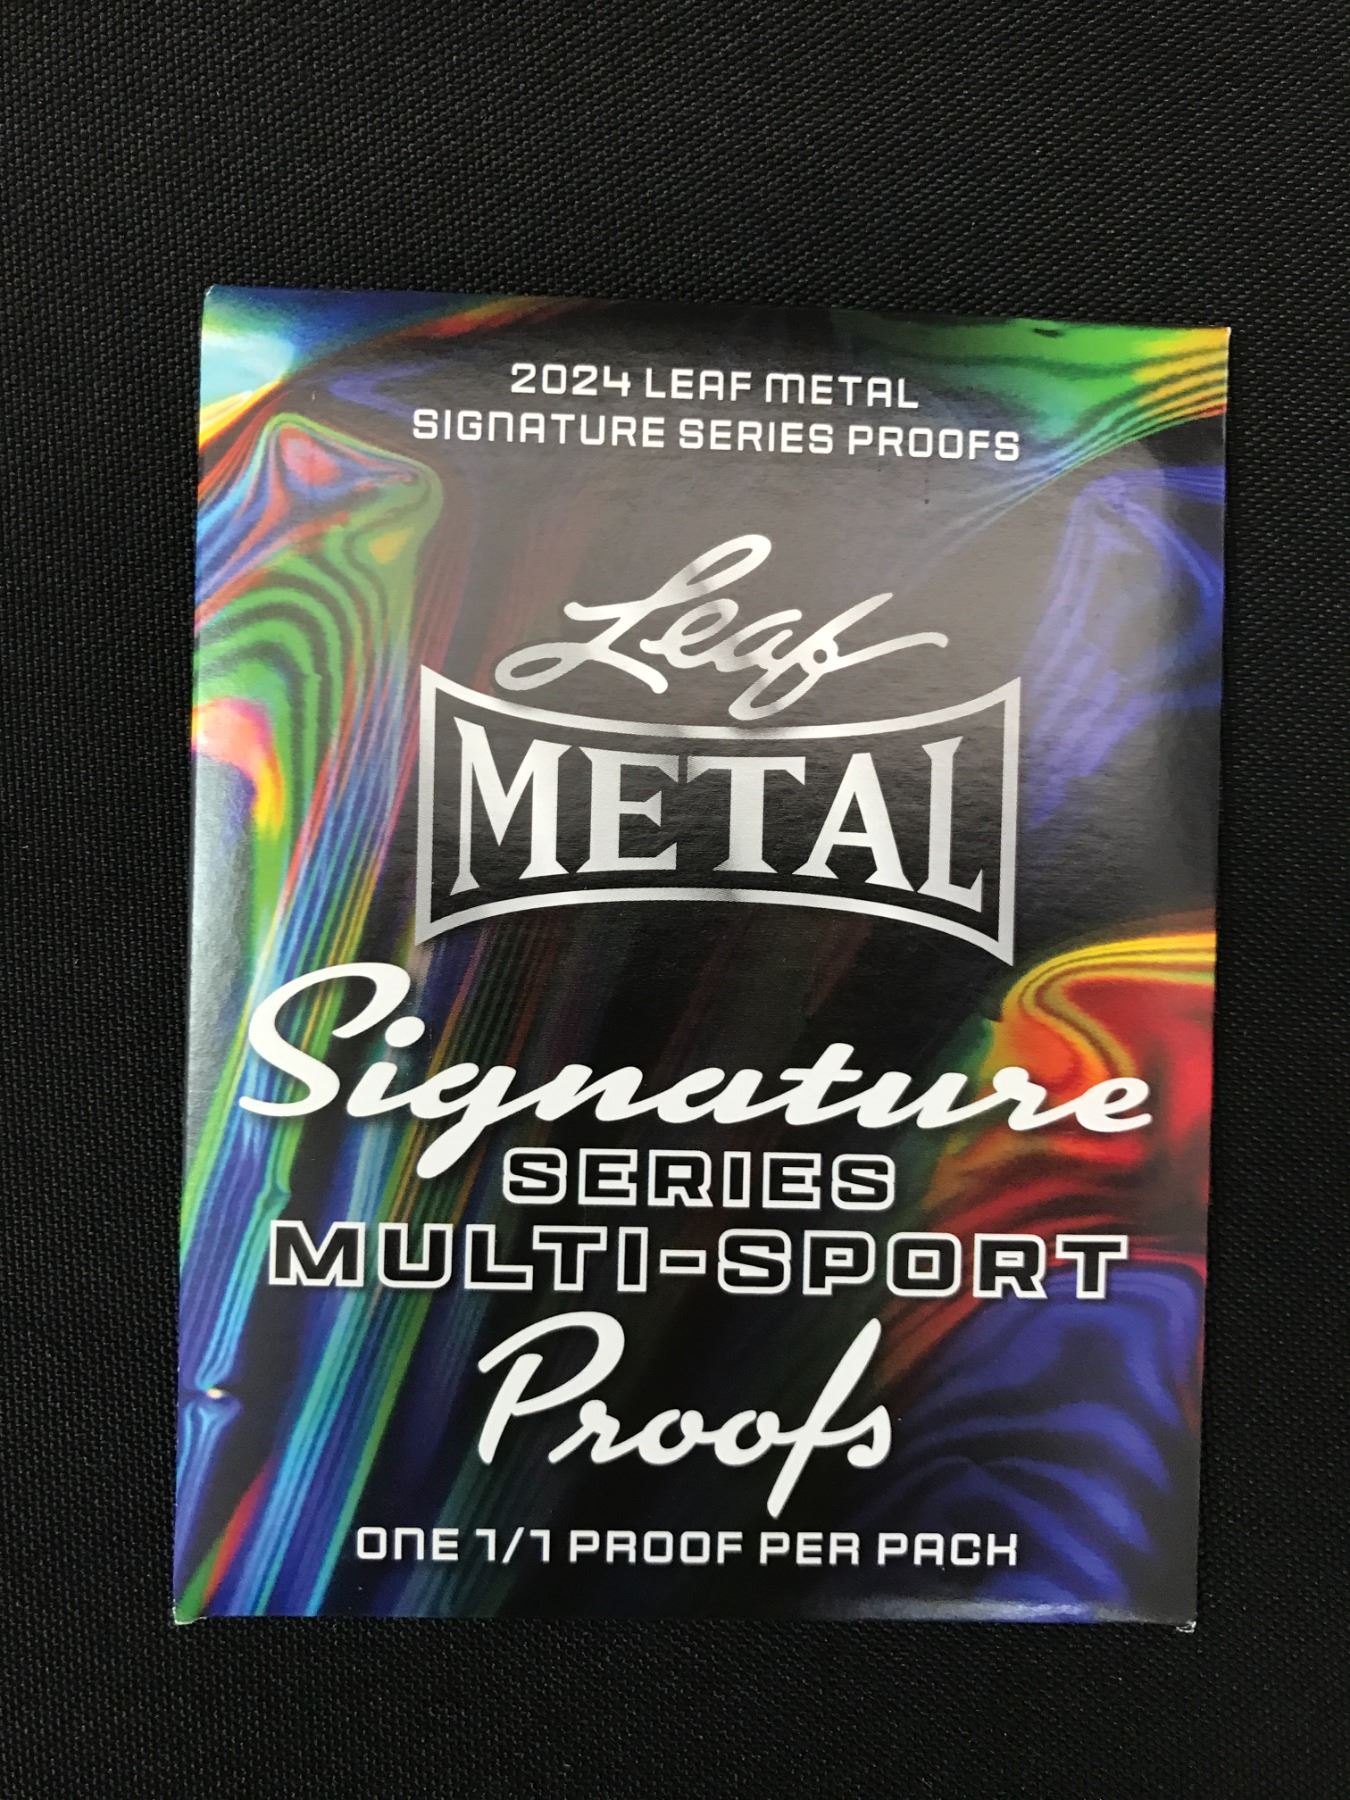 2024 LEAF METAL
SIGNATURE SERIES PROOFS
Leaf
METAL
Signature
SERIES
MULTI-SPORT
Proofs
ONE 1/1 PROOF PER PACK